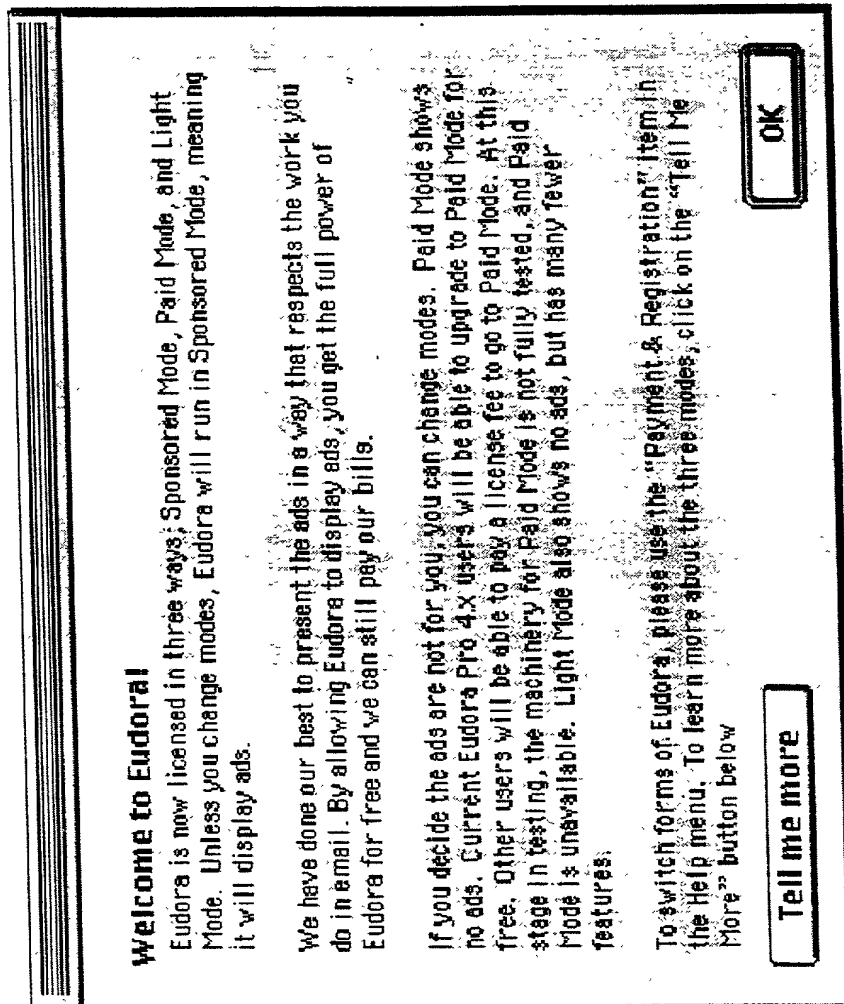 Welcome to Eudora!
Eudora is now licensed in three ways; Sponsored Mode, Paid Mode, and Light
Mode. Unless you change modes, Eudora will run in Sponsored Mode, meaning
it will display ads.
We have done our best to present the ads in a way that respects the work you
do in email. By allowing Eudora to display ads, you get the full power of
Eudora for free and we can still pay our bills.
If you decide the ads are not for you, you can change modes. Paid Mode shows
no ads. Current Eudora Pro 4.x users will be able to upgrade to Paid Mode for
free. Other users will be able to pay a license fee to go to Paid Mode. At this
stage in testing, the machinery for Paid Mode is not fully tested, and Paid
Mode is unavailable. Light Mode also shows no ads, but has many fewer
features.
To switch forms of Eudora, please use the "Payment & Registration" item in
the Help menu. To learn more about the three modes, click on the "Tell Me
More" button below
Tell me more
OK